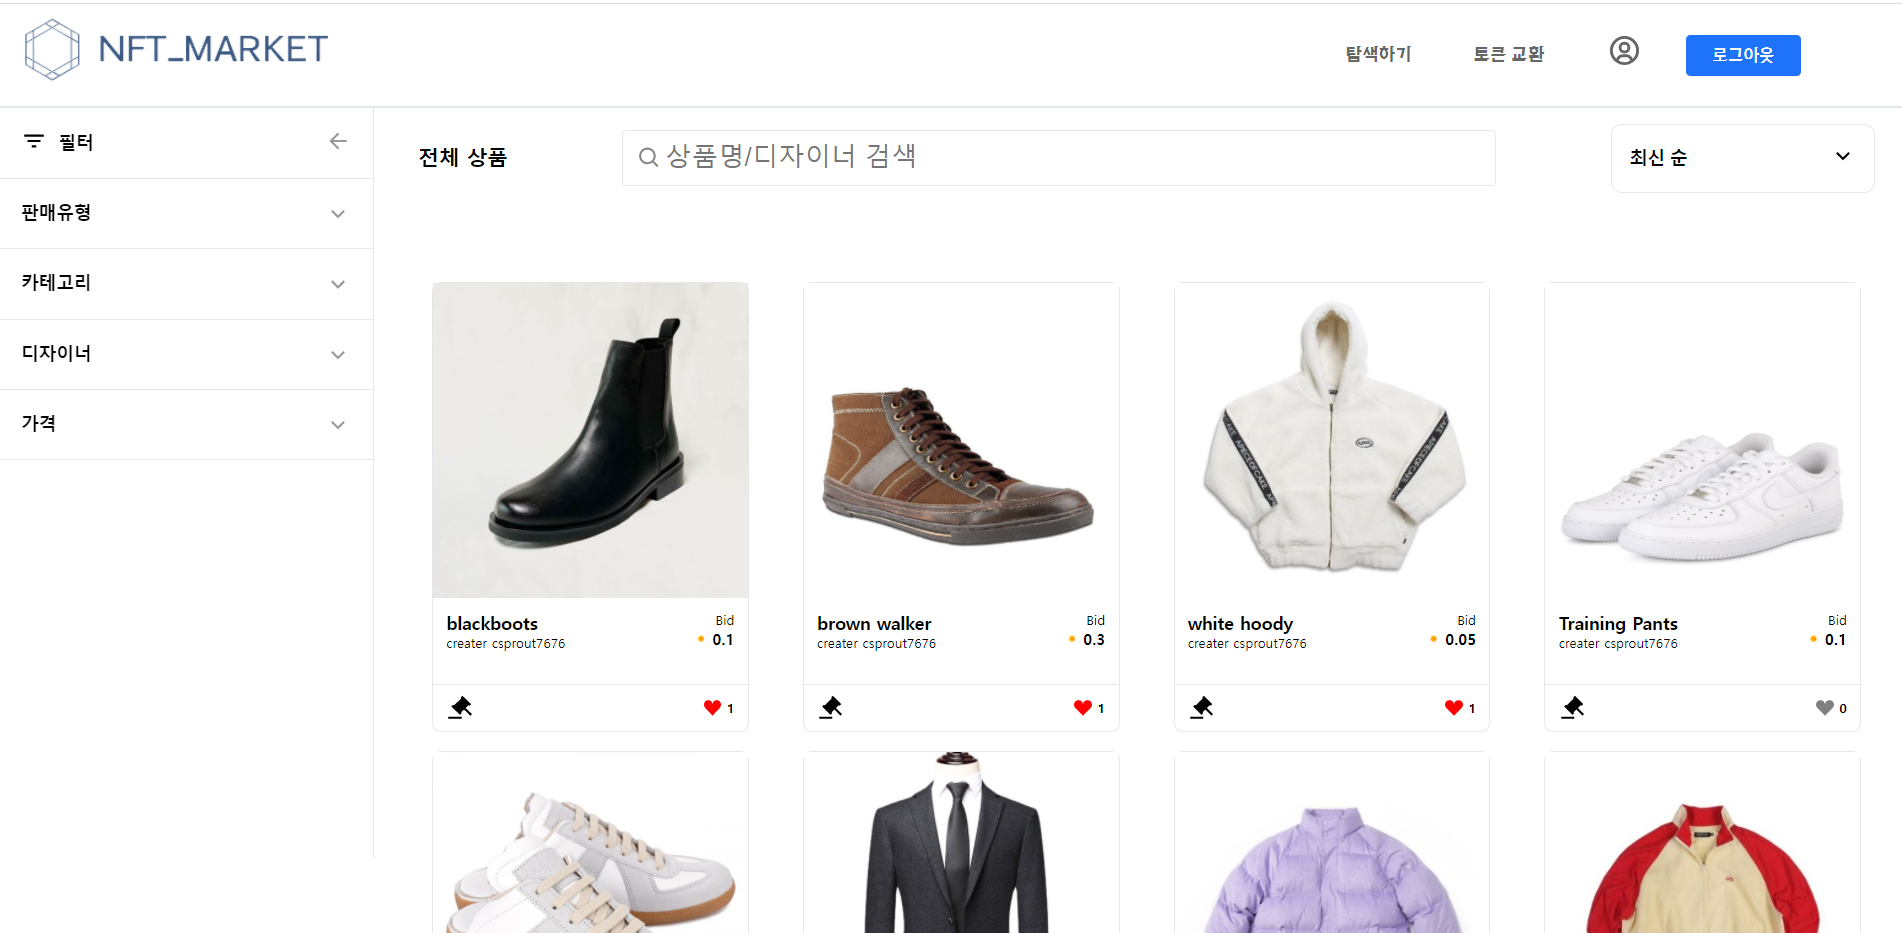 NFT_MARKET
탐색하기
토큰 교환
로그아웃
필터
판매유형
카테고리
디자이너
가격
전체 상품
상품명/디자이너 검색
최신 순
blackboots
creater csprout7676
Bid
0.1
1
brown walker
creater csprout7676
Bid
0.3
1
APIECE OF CAKE
white hoody
creater csprout7676
Bid
0.05
1
Training Pants
creater csprout7676
Bid
0.1
0